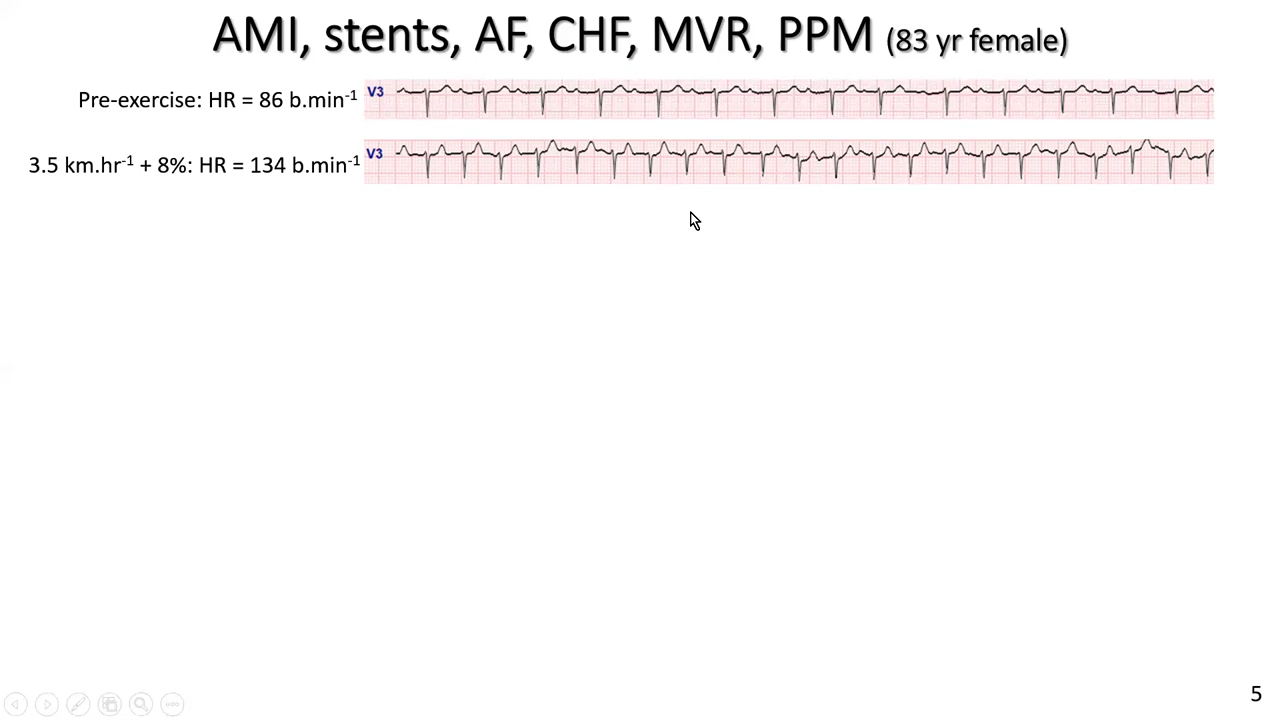 AMI, stents, AF, CHF, MVR, PPM (83 yr female)
Pre-exercise: HR = 86 b.min-1
V3
3.5 km.hr-1 + 8%: HR = 134 b.min-1
V3
5